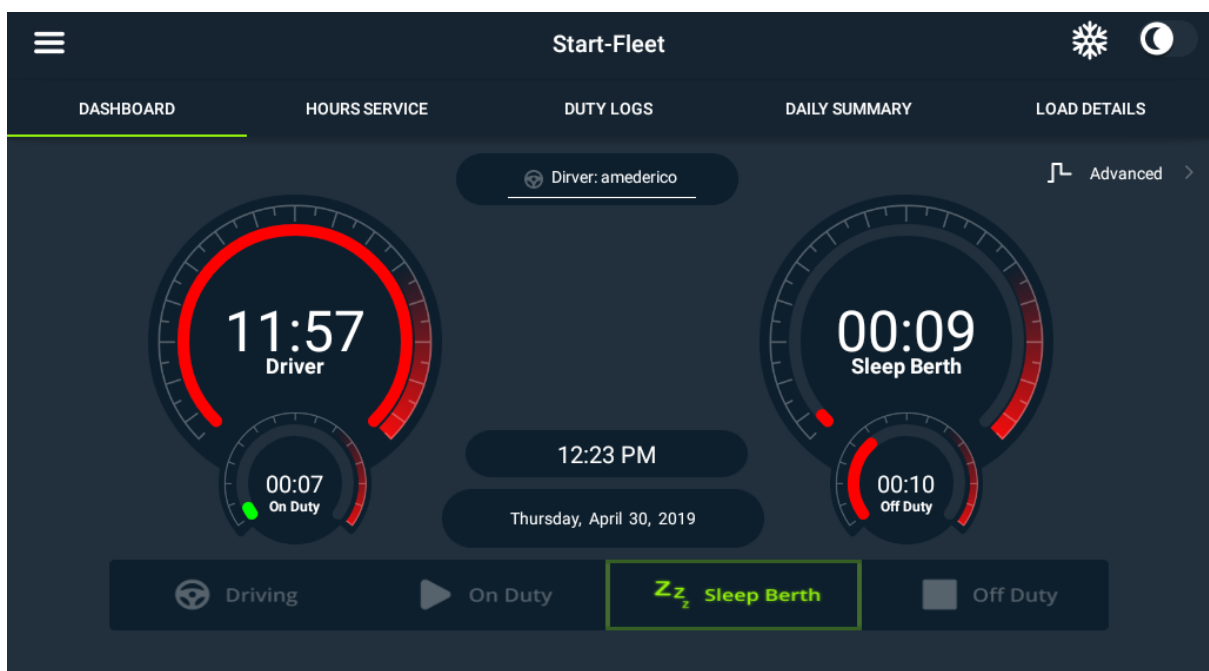 Start-Fleet
DASHBOARD
HOURS SERVICE
DUTY LOGS
DAILY SUMMARY
LOAD DETAILS
Dirver: amederico
Advanced
11:57
Driver
00:09
Sleep Berth
00:07
On Duty
12:23 PM
00:10
Off Duty
Thursday, April 30, 2019
Driving
On Duty
Zzz Sleep Berth
Off Duty